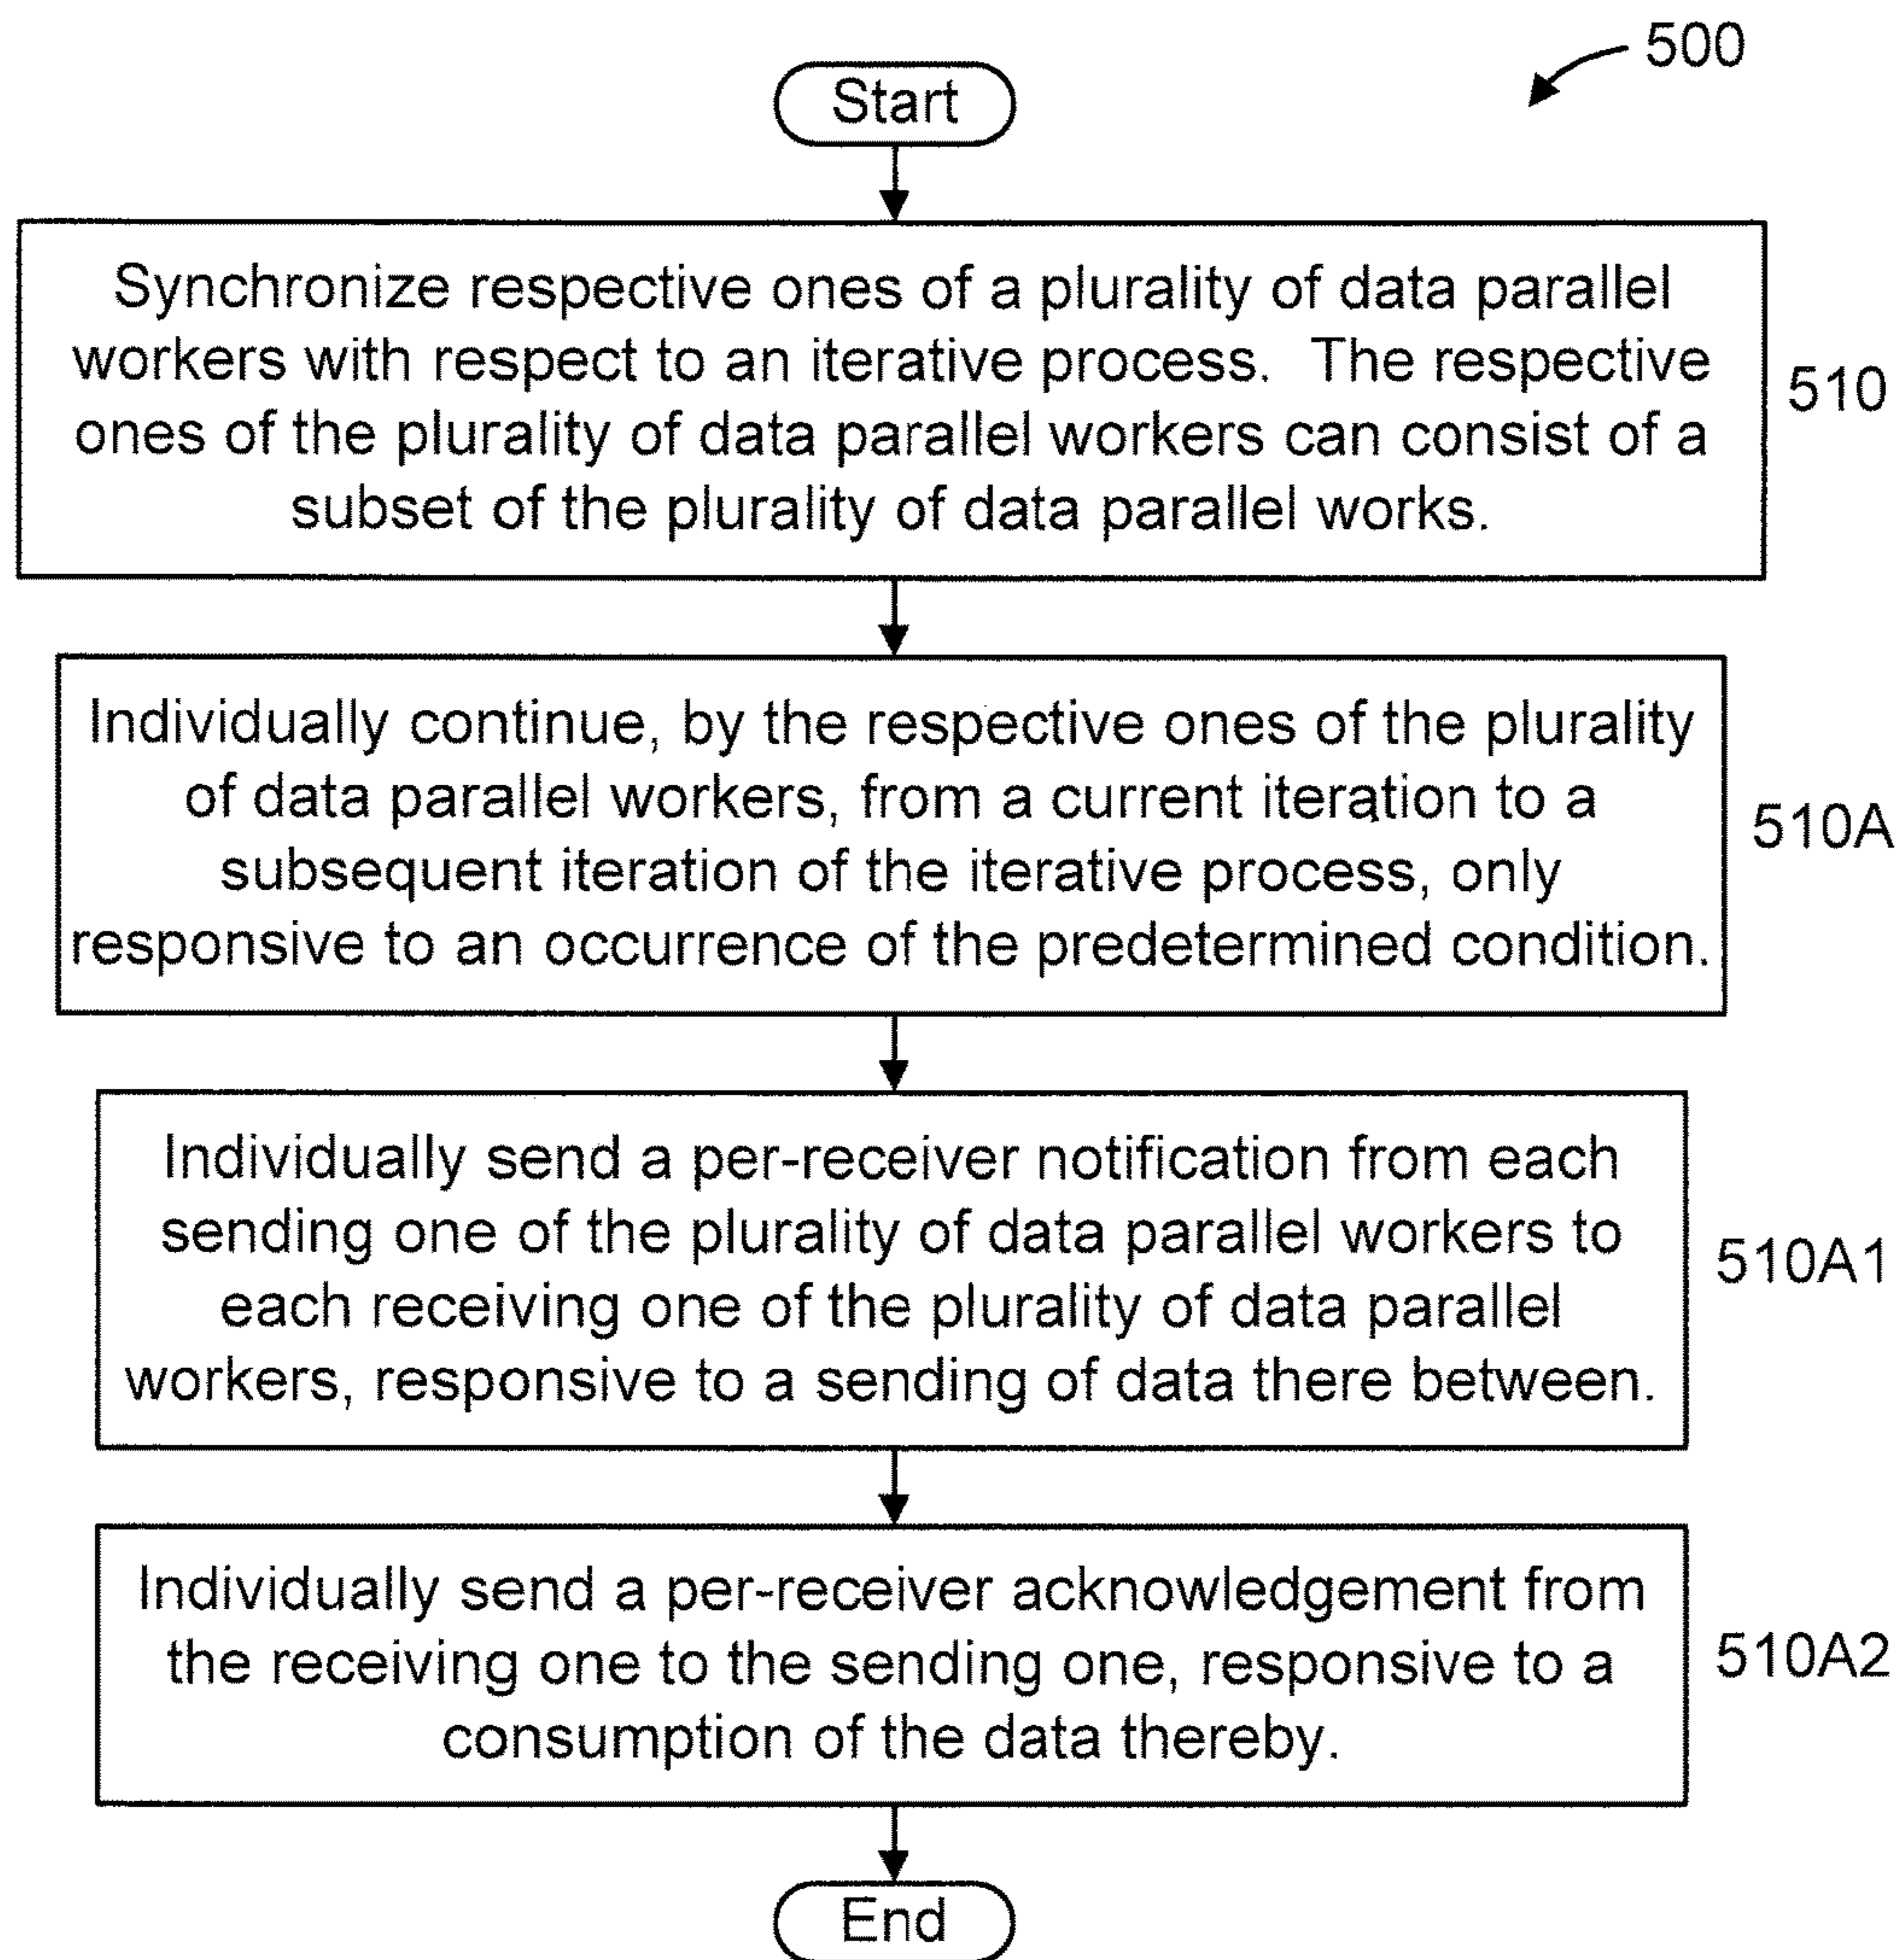 500
Start
Synchronize respective ones of a plurality of data parallel
workers with respect to an iterative process. The respective
ones of the plurality of data parallel workers can consist of a
subset of the plurality of data parallel works.
510
Individually continue, by the respective ones of the plurality
of data parallel workers, from a current iteration to a
subsequent iteration of the iterative process, only
responsive to an occurrence of the predetermined condition.
510A
Individually send a per-receiver notification from each
sending one of the plurality of data parallel workers to
each receiving one of the plurality of data parallel
workers, responsive to a sending of data there between.
510A1
Individually send a per-receiver acknowledgement from
the receiving one to the sending one, responsive to a
consumption of the data thereby.
510A2
End